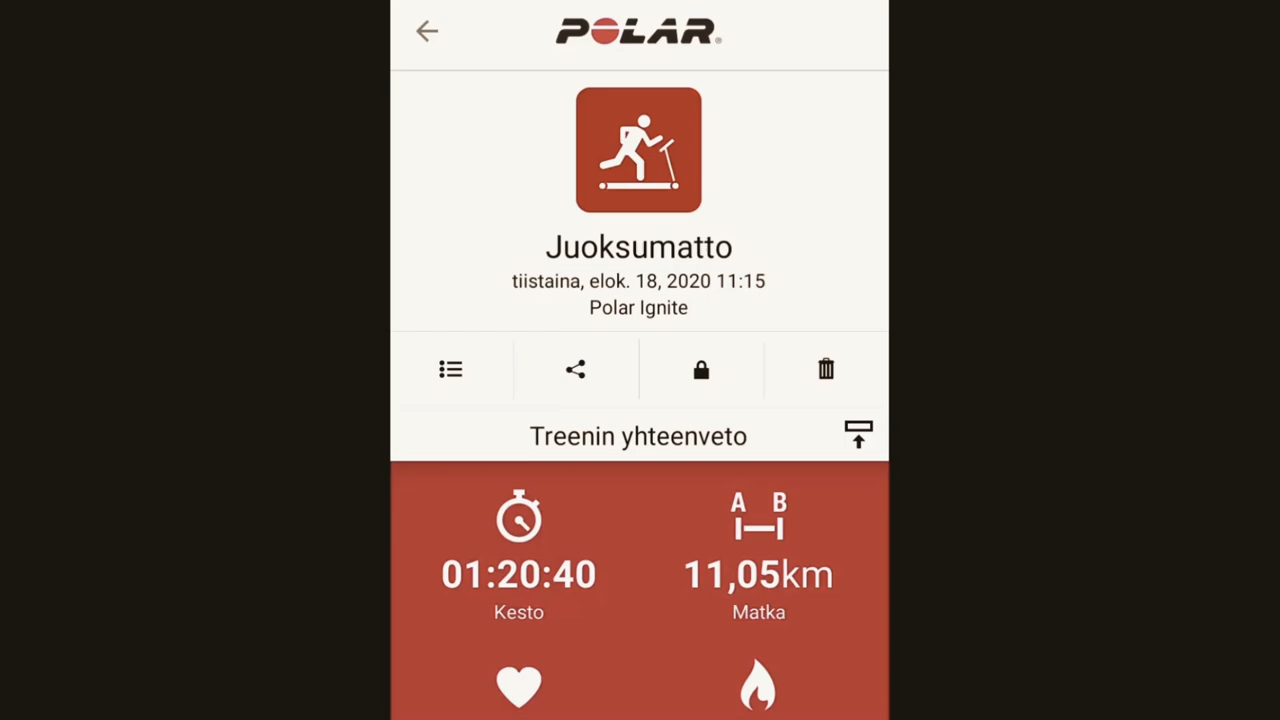 POLAR®
Juoksumatto
tiistaina, elok. 18, 2020 11:15
Polar Ignite
Treenin yhteenveto
A B
01:20:40 11,05km
Kesto Matka